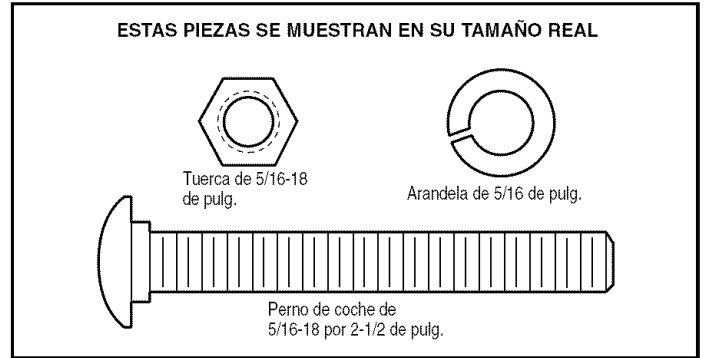 ESTAS PIEZAS SE MUESTRAN EN SU TAMAÑO REAL
Tuerca de 5/16-18
de pulg.
Arandela de 5/16 de pulg.
Perno de coche de
5/16-18 por 2-1/2 de pulg.